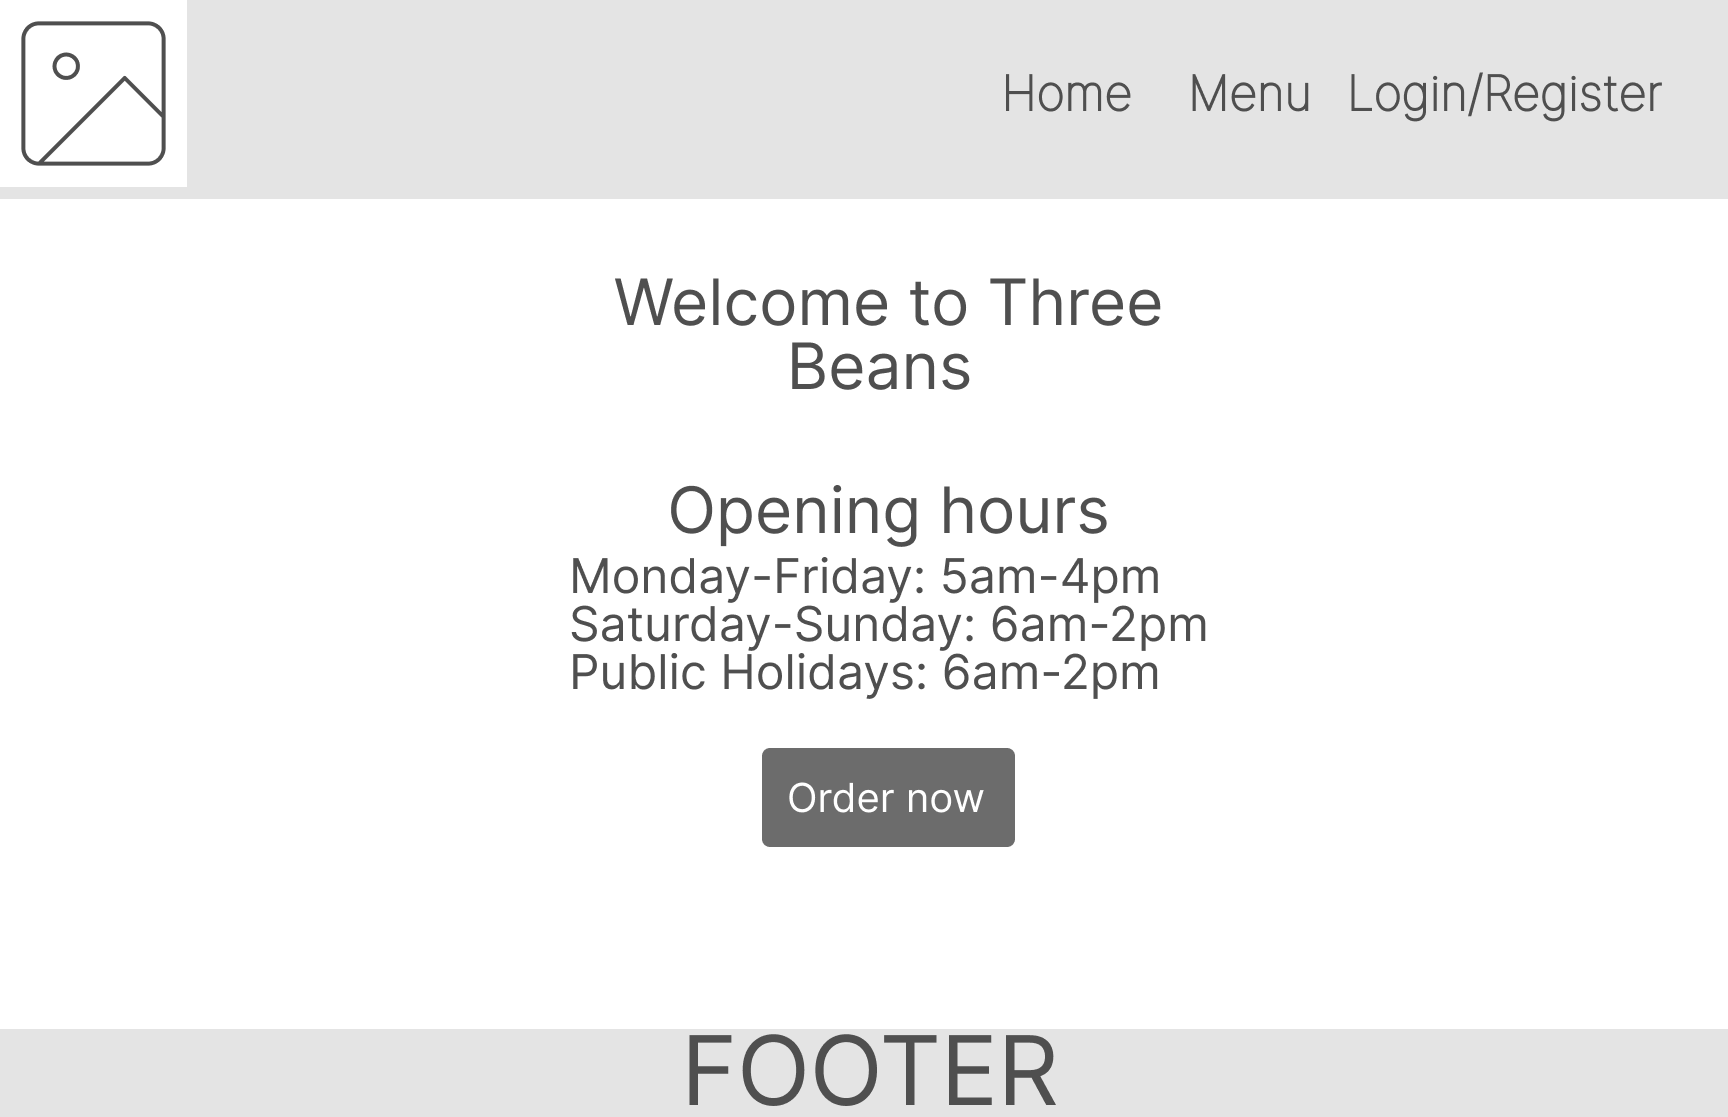 Home Menu Login/Register
Welcome to Three
Beans
Opening hours
Monday-Friday: 5am-4pm
Saturday-Sunday: 6am-2pm
Public Holidays: 6am-2pm
Order now
FOOTER